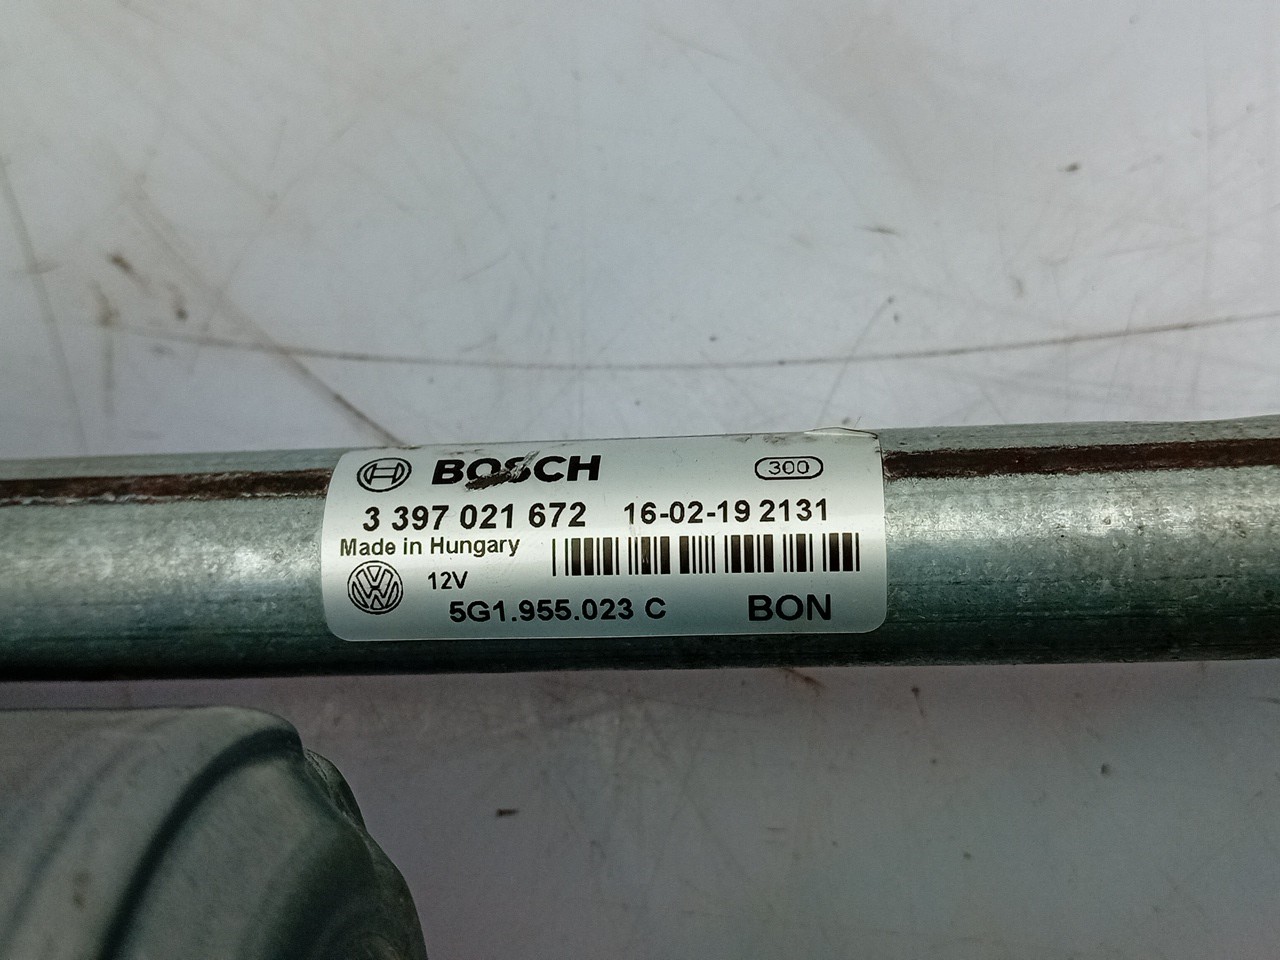 BOSCH 300
3 397 021 672 16-02-19 2131
Made in Hungary
12V
5G1.955.023 C BON